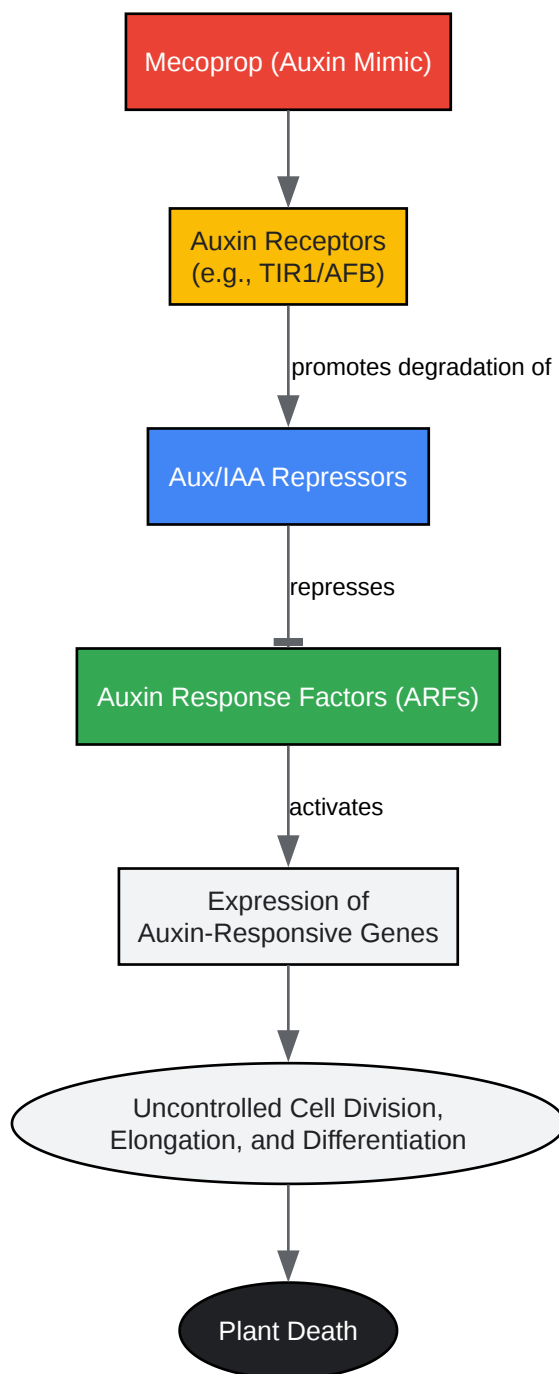 Mecoprop (Auxin Mimic)
Auxin Receptors
(e.g., TIR1/AFB)
promotes degradation of
Aux/IAA Repressors
represses
Auxin Response Factors (ARFs)
activates
Expression of
Auxin-Responsive Genes
Uncontrolled Cell Division,
Elongation, and Differentiation
Plant Death